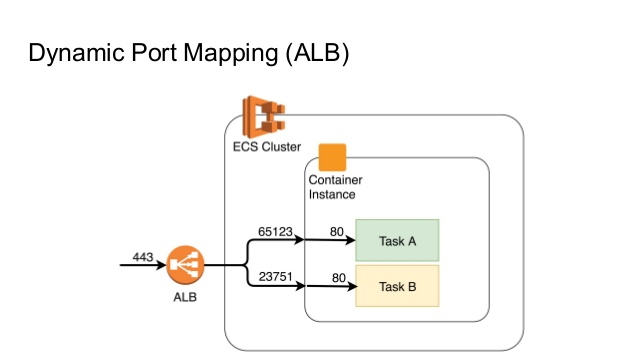 Dynamic Port Mapping (ALB)
ECS Cluster
Container
Instance
65123
80
Task A
443
ALB
23751
80
Task B